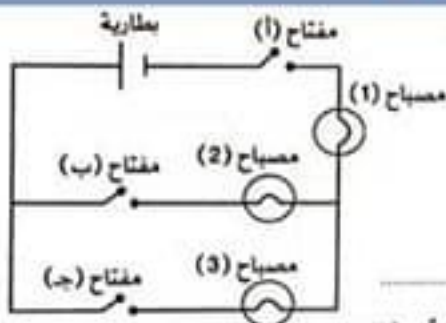 بطارية
مفتاح (أ)
مصباح (1)
مصباح (2)
مفتاح (ب)
مصباح (3)
مفتاح (جـ)